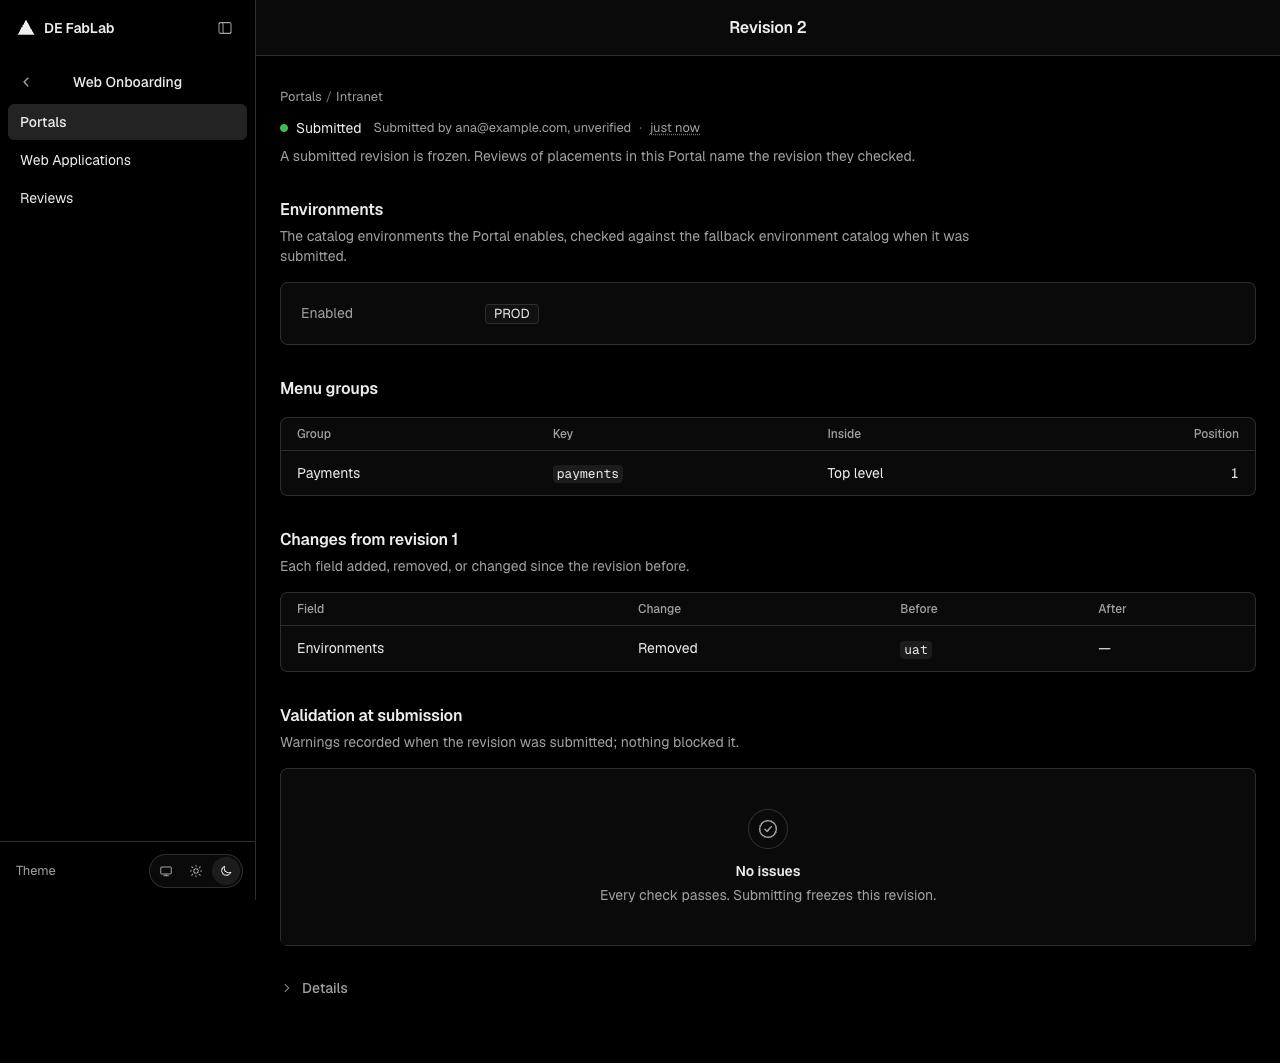 DE FabLab
Web Onboarding
Portals
Web Applications
Reviews
Theme
Revision 2
Portals / Intranet
Submitted Submitted by ana@example.com, unverified · just now
A submitted revision is frozen. Reviews of placements in this Portal name the revision they checked.
Environments
The catalog environments the Portal enables, checked against the fallback environment catalog when it was
submitted.
Enabled PROD
Menu groups
Group Key Inside Position
Payments payments Top level 1
Changes from revision 1
Each field added, removed, or changed since the revision before.
Field Change Before After
Environments Removed uat —
Validation at submission
Warnings recorded when the revision was submitted; nothing blocked it.
No issues
Every check passes. Submitting freezes this revision.
Details